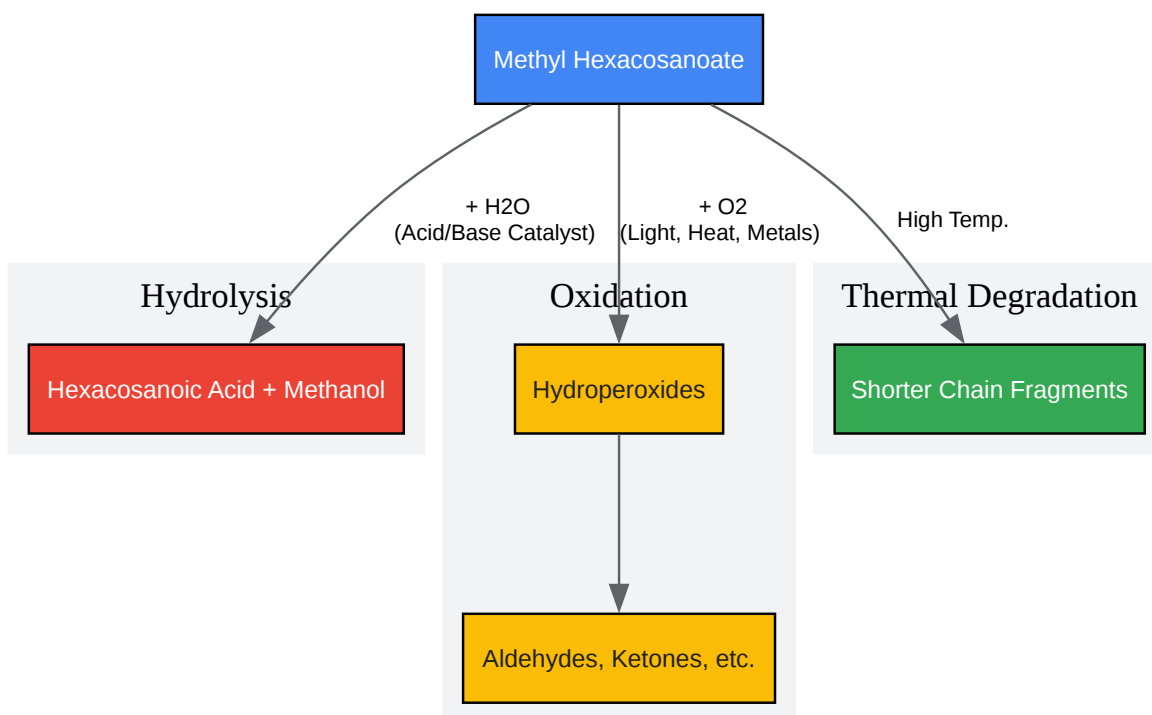 Methyl Hexacosanoate
+ H2O
(Acid/Base Catalyst)
+ O2
(Light, Heat, Metals)
High Temp.
Hydrolysis
Oxidation
Thermal Degradation
Hexacosanoic Acid + Methanol
Hydroperoxides
Shorter Chain Fragments
Aldehydes, Ketones, etc.